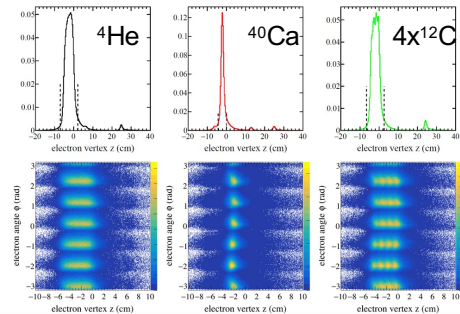 ⁴He
0.05
0.04
0.03
0.02
0.01
0
-20 -10 0 10 20 30 40
electron vertex z (cm)
⁴⁰Ca
0.12
0.1
0.08
0.06
0.04
0.02
0
-20 -10 0 10 20 30 40
electron vertex z (cm)
4x¹²C
0.05
0.04
0.03
0.02
0.01
0
-20 -10 0 10 20 30 40
electron vertex z (cm)
electron angle ϕ (rad)
3
2
1
0
-1
-2
-3
-10 -8 -6 -4 -2 0 2 4 6 8 10
electron vertex z (cm)
electron angle ϕ (rad)
3
2
1
0
-1
-2
-3
-10 -8 -6 -4 -2 0 2 4 6 8 10
electron vertex z (cm)
electron angle ϕ (rad)
3
2
1
0
-1
-2
-3
-10 -8 -6 -4 -2 0 2 4 6 8 10
electron vertex z (cm)